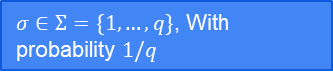 𝜎 ∈ Σ = {1, … , 𝑞}, With
probability 1/𝑞